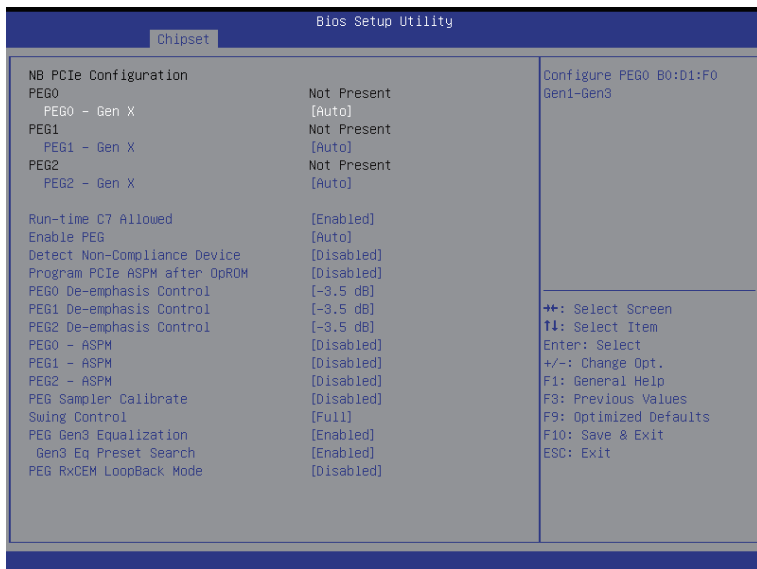 Bios Setup Utility
Chipset
NB PCIe Configuration
PEG0 Not Present
PEG0 – Gen X [Auto]
PEG1 Not Present
PEG1 – Gen X [Auto]
PEG2 Not Present
PEG2 – Gen X [Auto]
Run-time C7 Allowed [Enabled]
Enable PEG [Auto]
Detect Non-Compliance Device [Disabled]
Program PCIe ASPM after OpROM [Disabled]
PEG0 De-emphasis Control [-3.5 dB]
PEG1 De-emphasis Control [-3.5 dB]
PEG2 De-emphasis Control [-3.5 dB]
PEG0 – ASPM [Disabled]
PEG1 – ASPM [Disabled]
PEG2 – ASPM [Disabled]
PEG Sampler Calibrate [Disabled]
Swing Control [Full]
PEG Gen3 Equalization [Enabled]
Gen3 Eq Preset Search [Enabled]
PEG RxCEM LoopBack Mode [Disabled]
Configure PEG0 B0:D1:F0
Gen1-Gen3
→←: Select Screen
↑↓: Select Item
Enter: Select
+/-: Change Opt.
F1: General Help
F3: Previous Values
F9: Optimized Defaults
F10: Save & Exit
ESC: Exit